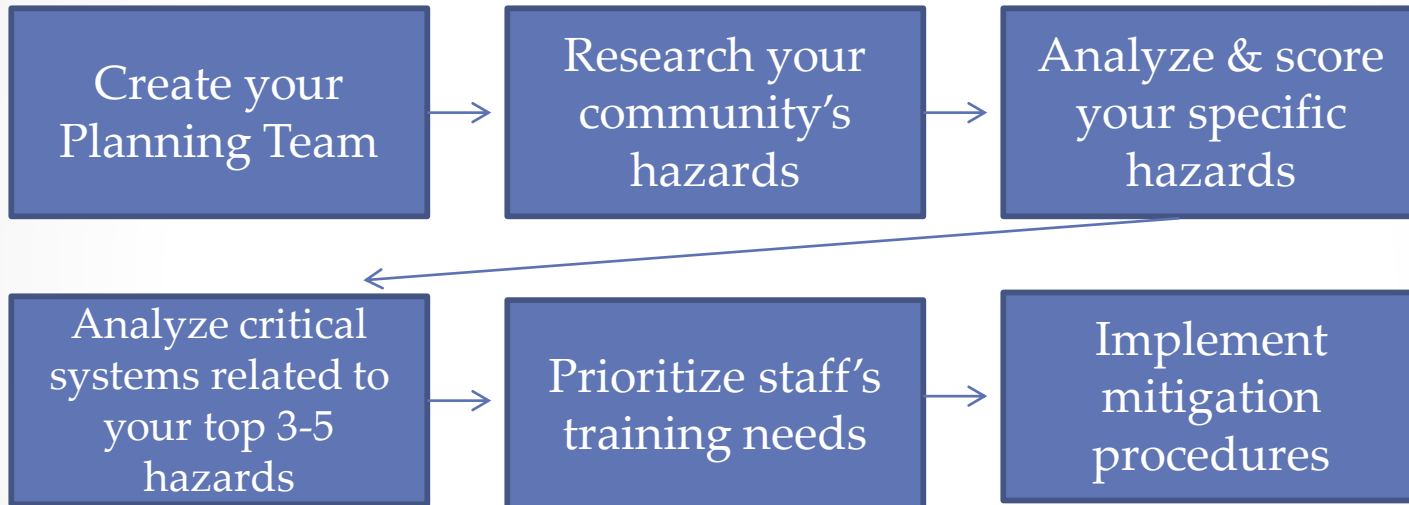 Create your
Planning Team
Research your
community’s
hazards
Analyze & score
your specific
hazards
Analyze critical
systems related to
your top 3-5
hazards
Prioritize staff’s
training needs
Implement
mitigation
procedures